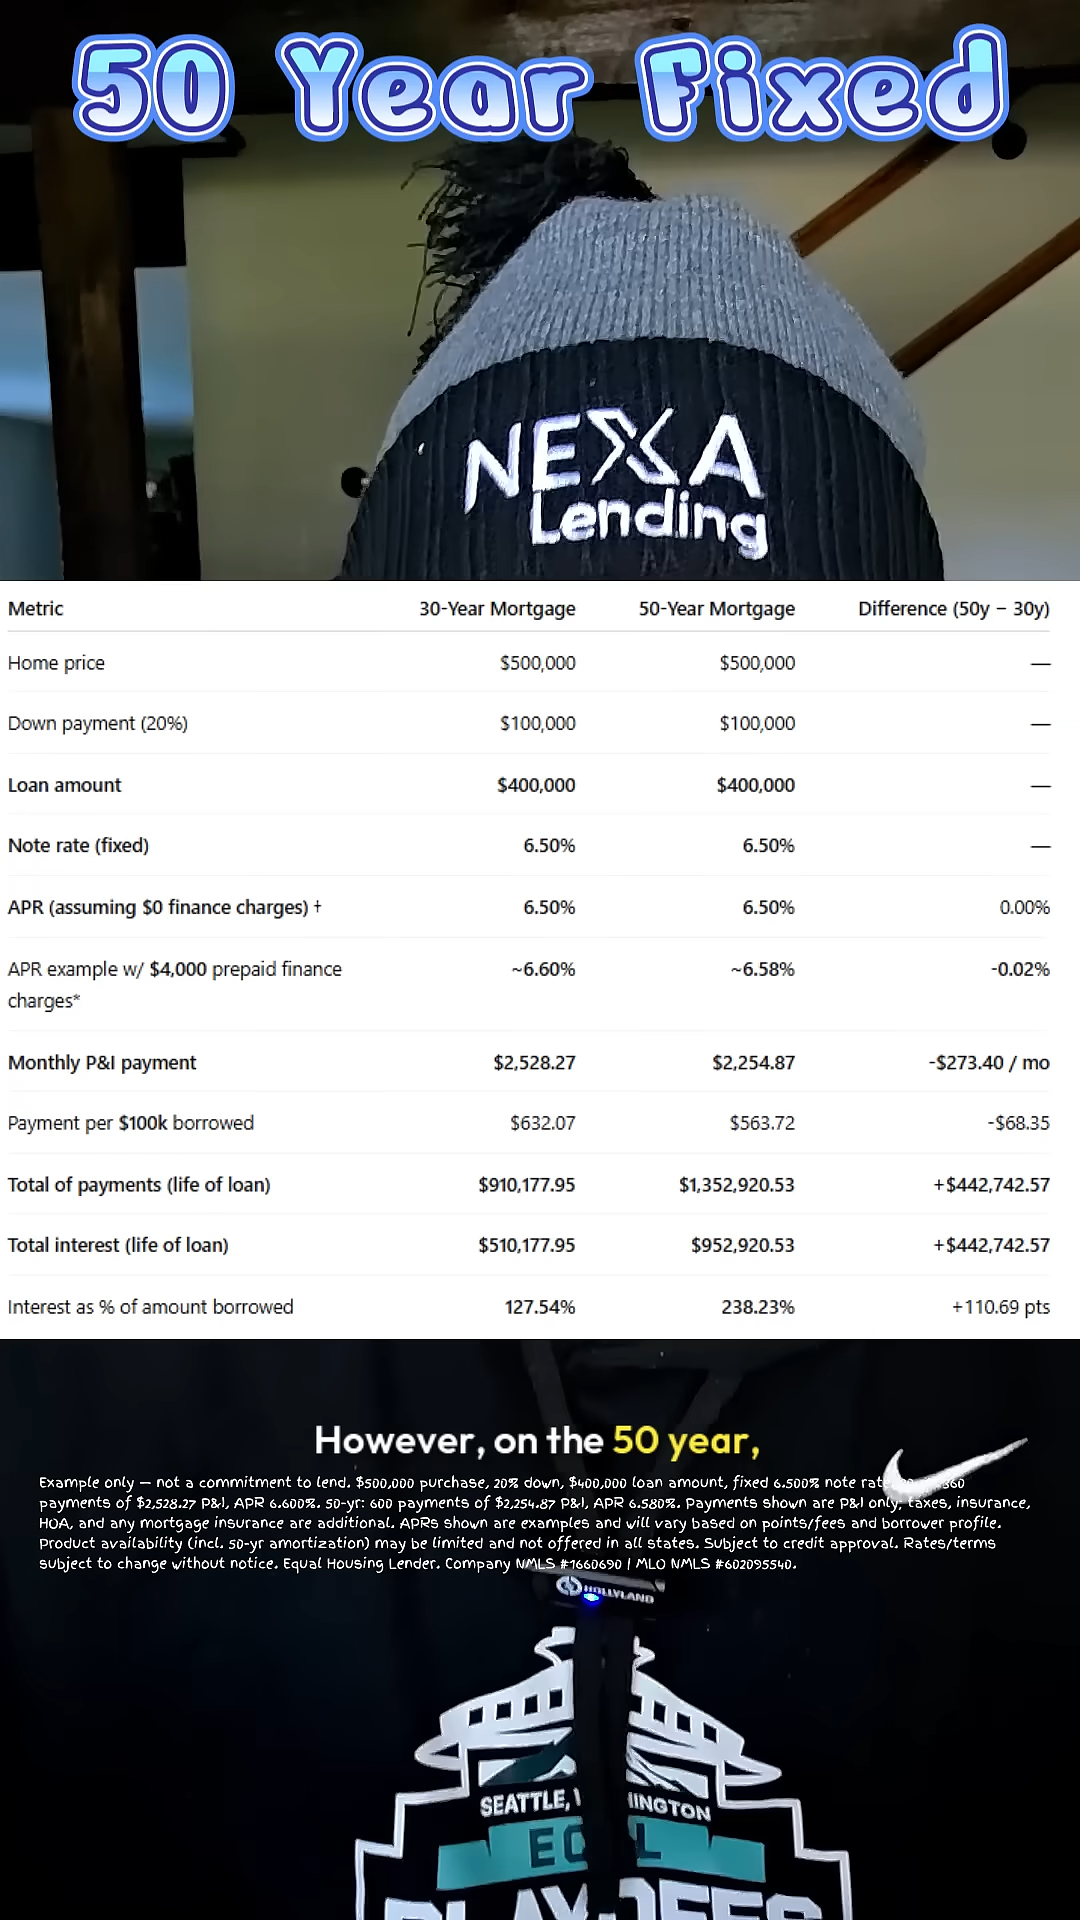 50 Year Fixed
NEXA
Lending
Metric 30-Year Mortgage 50-Year Mortgage Difference (50y − 30y)
Home price $500,000 $500,000 —
Down payment (20%) $100,000 $100,000 —
Loan amount $400,000 $400,000 —
Note rate (fixed) 6.50% 6.50% —
APR (assuming $0 finance charges) † 6.50% 6.50% 0.00%
APR example w/ $4,000 prepaid finance ~6.60% ~6.58% -0.02%
charges*
Monthly P&I payment $2,528.27 $2,254.87 -$273.40 / mo
Payment per $100k borrowed $632.07 $563.72 -$68.35
Total of payments (life of loan) $910,177.95 $1,352,920.53 +$442,742.57
Total interest (life of loan) $510,177.95 $952,920.53 +$442,742.57
Interest as % of amount borrowed 127.54% 238.23% +110.69 pts
However, on the 50 year,
Example only — not a commitment to lend. $500,000 purchase, 20% down, $400,000 loan amount, fixed 6.500% note 360
payments of $2,528.27 P&I, APR 6.600%. 50-yr: 600 payments of $2,254.87 P&I, APR 6.580%. Payments shown are P&I only; taxes, insurance,
HOA, and any mortgage insurance are additional. APRs shown are examples and will vary based on points/fees and borrower profile.
Product availability (incl. 50-yr amortization) may be limited and not offered in all states. Subject to credit approval. Rates/terms
subject to change without notice. Equal Housing Lender. Company NMLS #1660690 | MLO NMLS #602095540.
HOLLYLAND
SEATTLE,